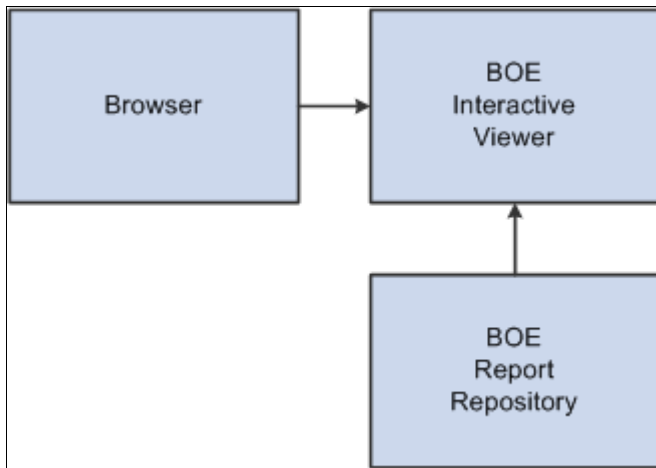 Browser
BOE
Interactive
Viewer
BOE
Report
Repository